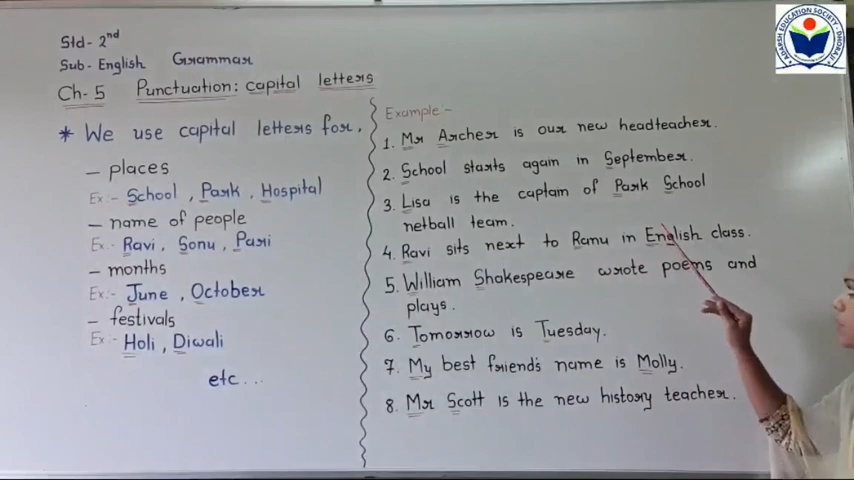 Std- 2nd
Sub- English Grammar
Ch- 5 Punctuation: capital letters
* We use capital letters for,
- places
Ex:- School, Park, Hospital
- name of people
Ex:- Ravi, Sonu, Pari
- months
Ex:- June, October
- festivals
Ex:- Holi, Diwali
etc...
Example:-
1. Mr Archer is our new headteacher.
2. School starts again in September.
3. Lisa is the captain of Park School
netball team.
4. Ravi sits next to Ramu in English class.
5. William Shakespeare wrote poems and
plays.
6. Tomorrow is Tuesday.
7. My best friend's name is Molly.
8. Mr Scott is the new history teacher.
ADARSH EDUCATION SOCIETY - DHORAJI